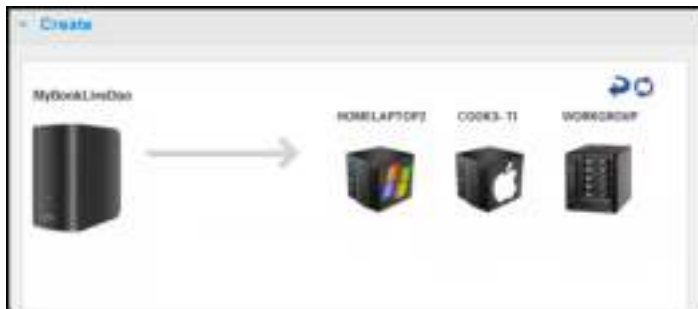 Create
MyBookLiveDuo
HOMELAPTOP2
COOKS-TI
WORKGROUP